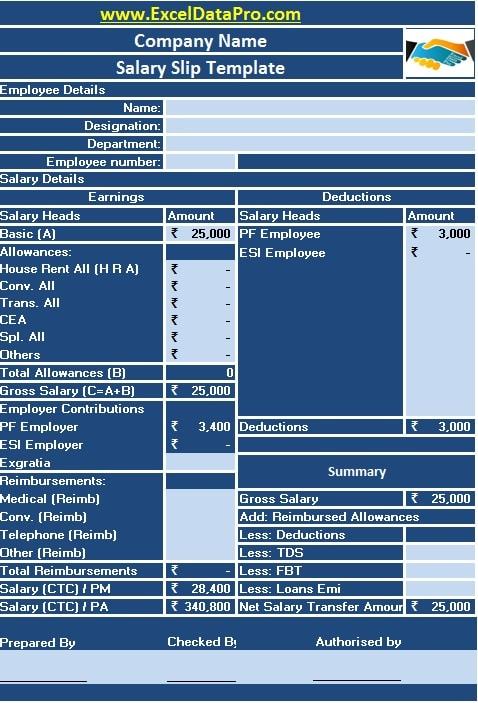 www.ExcelDataPro.com
Company Name
Salary Slip Template
Employee Details
Name:
Designation:
Department:
Employee number:
Salary Details
Earnings Deductions
Salary Heads Amount Salary Heads Amount
Basic (A) ₹ 25,000 PF Employee ₹ 3,000
Allowances: ESI Employee ₹ -
House Rent All (H R A) ₹ -
Conv. All ₹ -
Trans. All ₹ -
CEA ₹ -
Spl. All ₹ -
Others ₹ -
Total Allowances (B) 0
Gross Salary (C=A+B) ₹ 25,000
Employer Contributions
PF Employer ₹ 3,400 Deductions ₹ 3,000
ESI Employer ₹ -
Exgratia Summary
Reimbursements:
Medical (Reimb) Gross Salary ₹ 25,000
Conv. (Reimb) Add: Reimbursed Allowances
Telephone (Reimb) Less: Deductions
Other (Reimb) Less: TDS
Total Reimbursements ₹ - Less: FBT
Salary (CTC) / PM ₹ 28,400 Less: Loans Emi
Salary (CTC) / PA ₹ 340,800 Net Salary Transfer Amour ₹ 25,000
Prepared By Checked By Authorised by